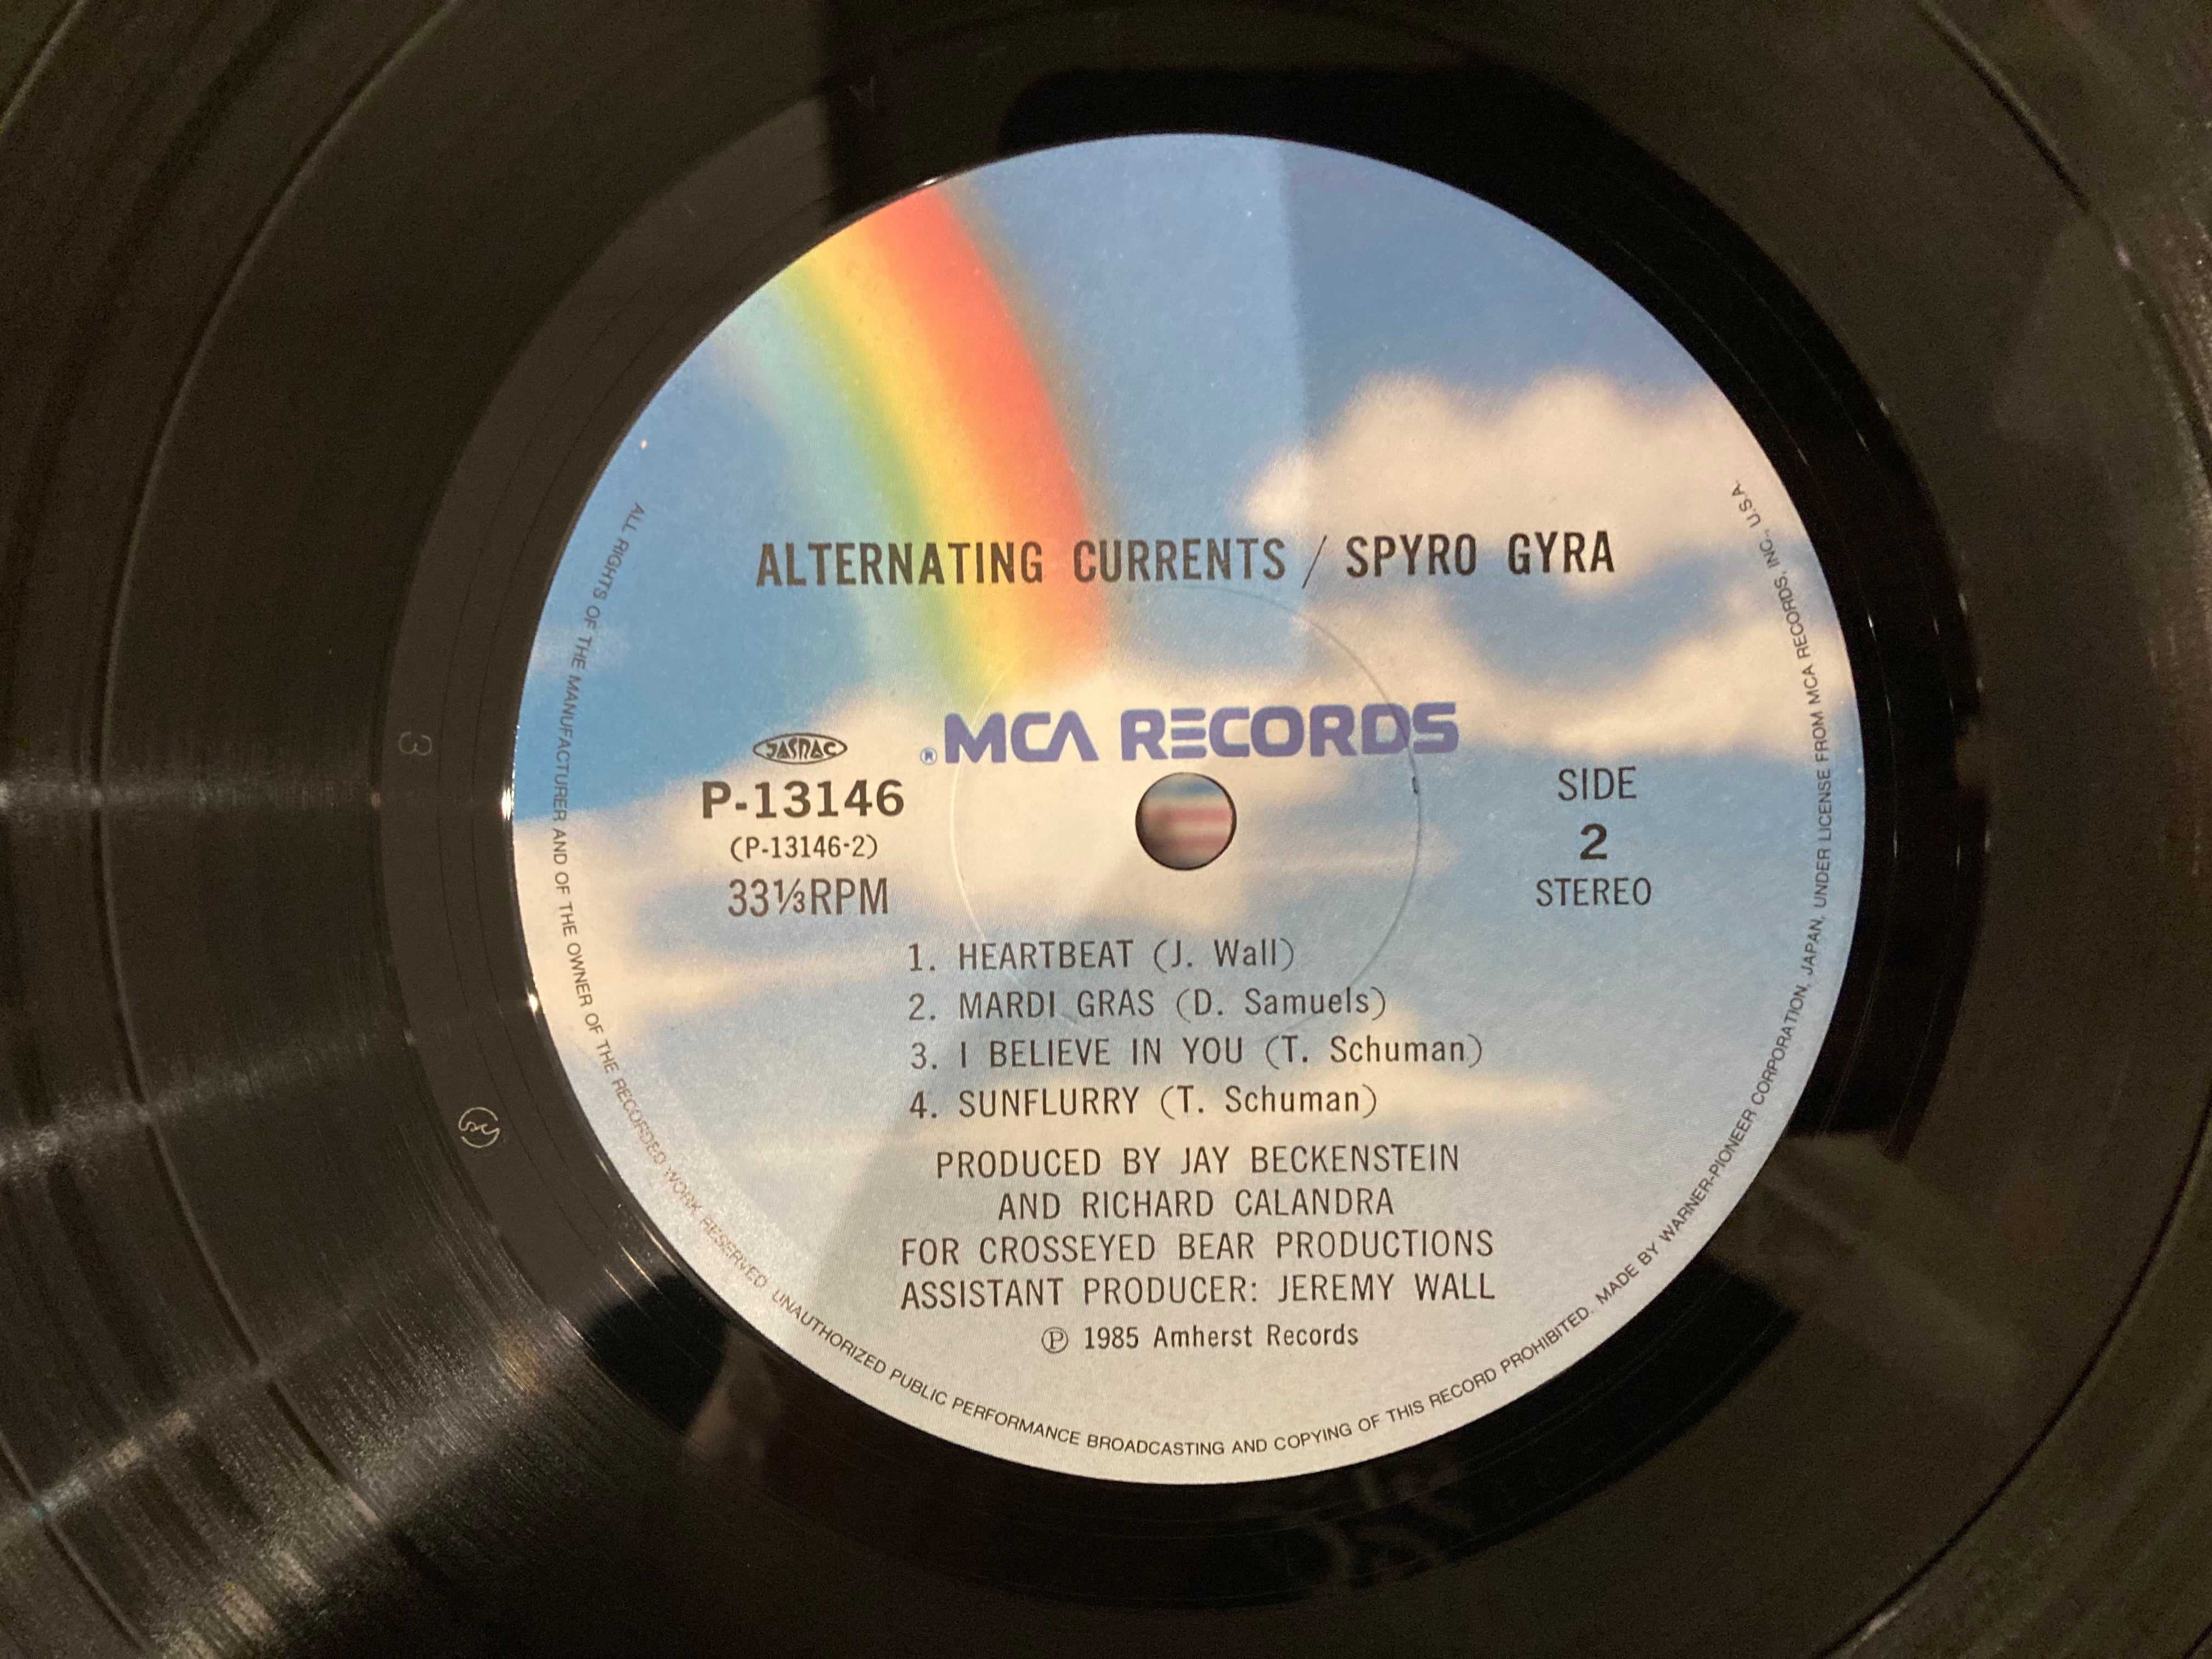 ALTERNATING CURRENTS / SPYRO GYRA
® MCA RECORDS
JASRAC
P-13146
(P-13146-2)
33⅓RPM
SIDE
2
STEREO
1. HEARTBEAT (J. Wall)
2. MARDI GRAS (D. Samuels)
3. I BELIEVE IN YOU (T. Schuman)
4. SUNFLURRY (T. Schuman)
PRODUCED BY JAY BECKENSTEIN
AND RICHARD CALANDRA
FOR CROSSEYED BEAR PRODUCTIONS
ASSISTANT PRODUCER: JEREMY WALL
Ⓟ 1985 Amherst Records
ALL RIGHTS OF THE MANUFACTURER AND OF THE OWNER OF THE RECORDED WORK RESERVED. UNAUTHORIZED PUBLIC PERFORMANCE BROADCASTING AND COPYING OF THIS RECORD PROHIBITED. MADE BY WARNER-PIONEER CORPORATION, JAPAN, UNDER LICENSE FROM MCA RECORDS, INC., U.S.A.
3